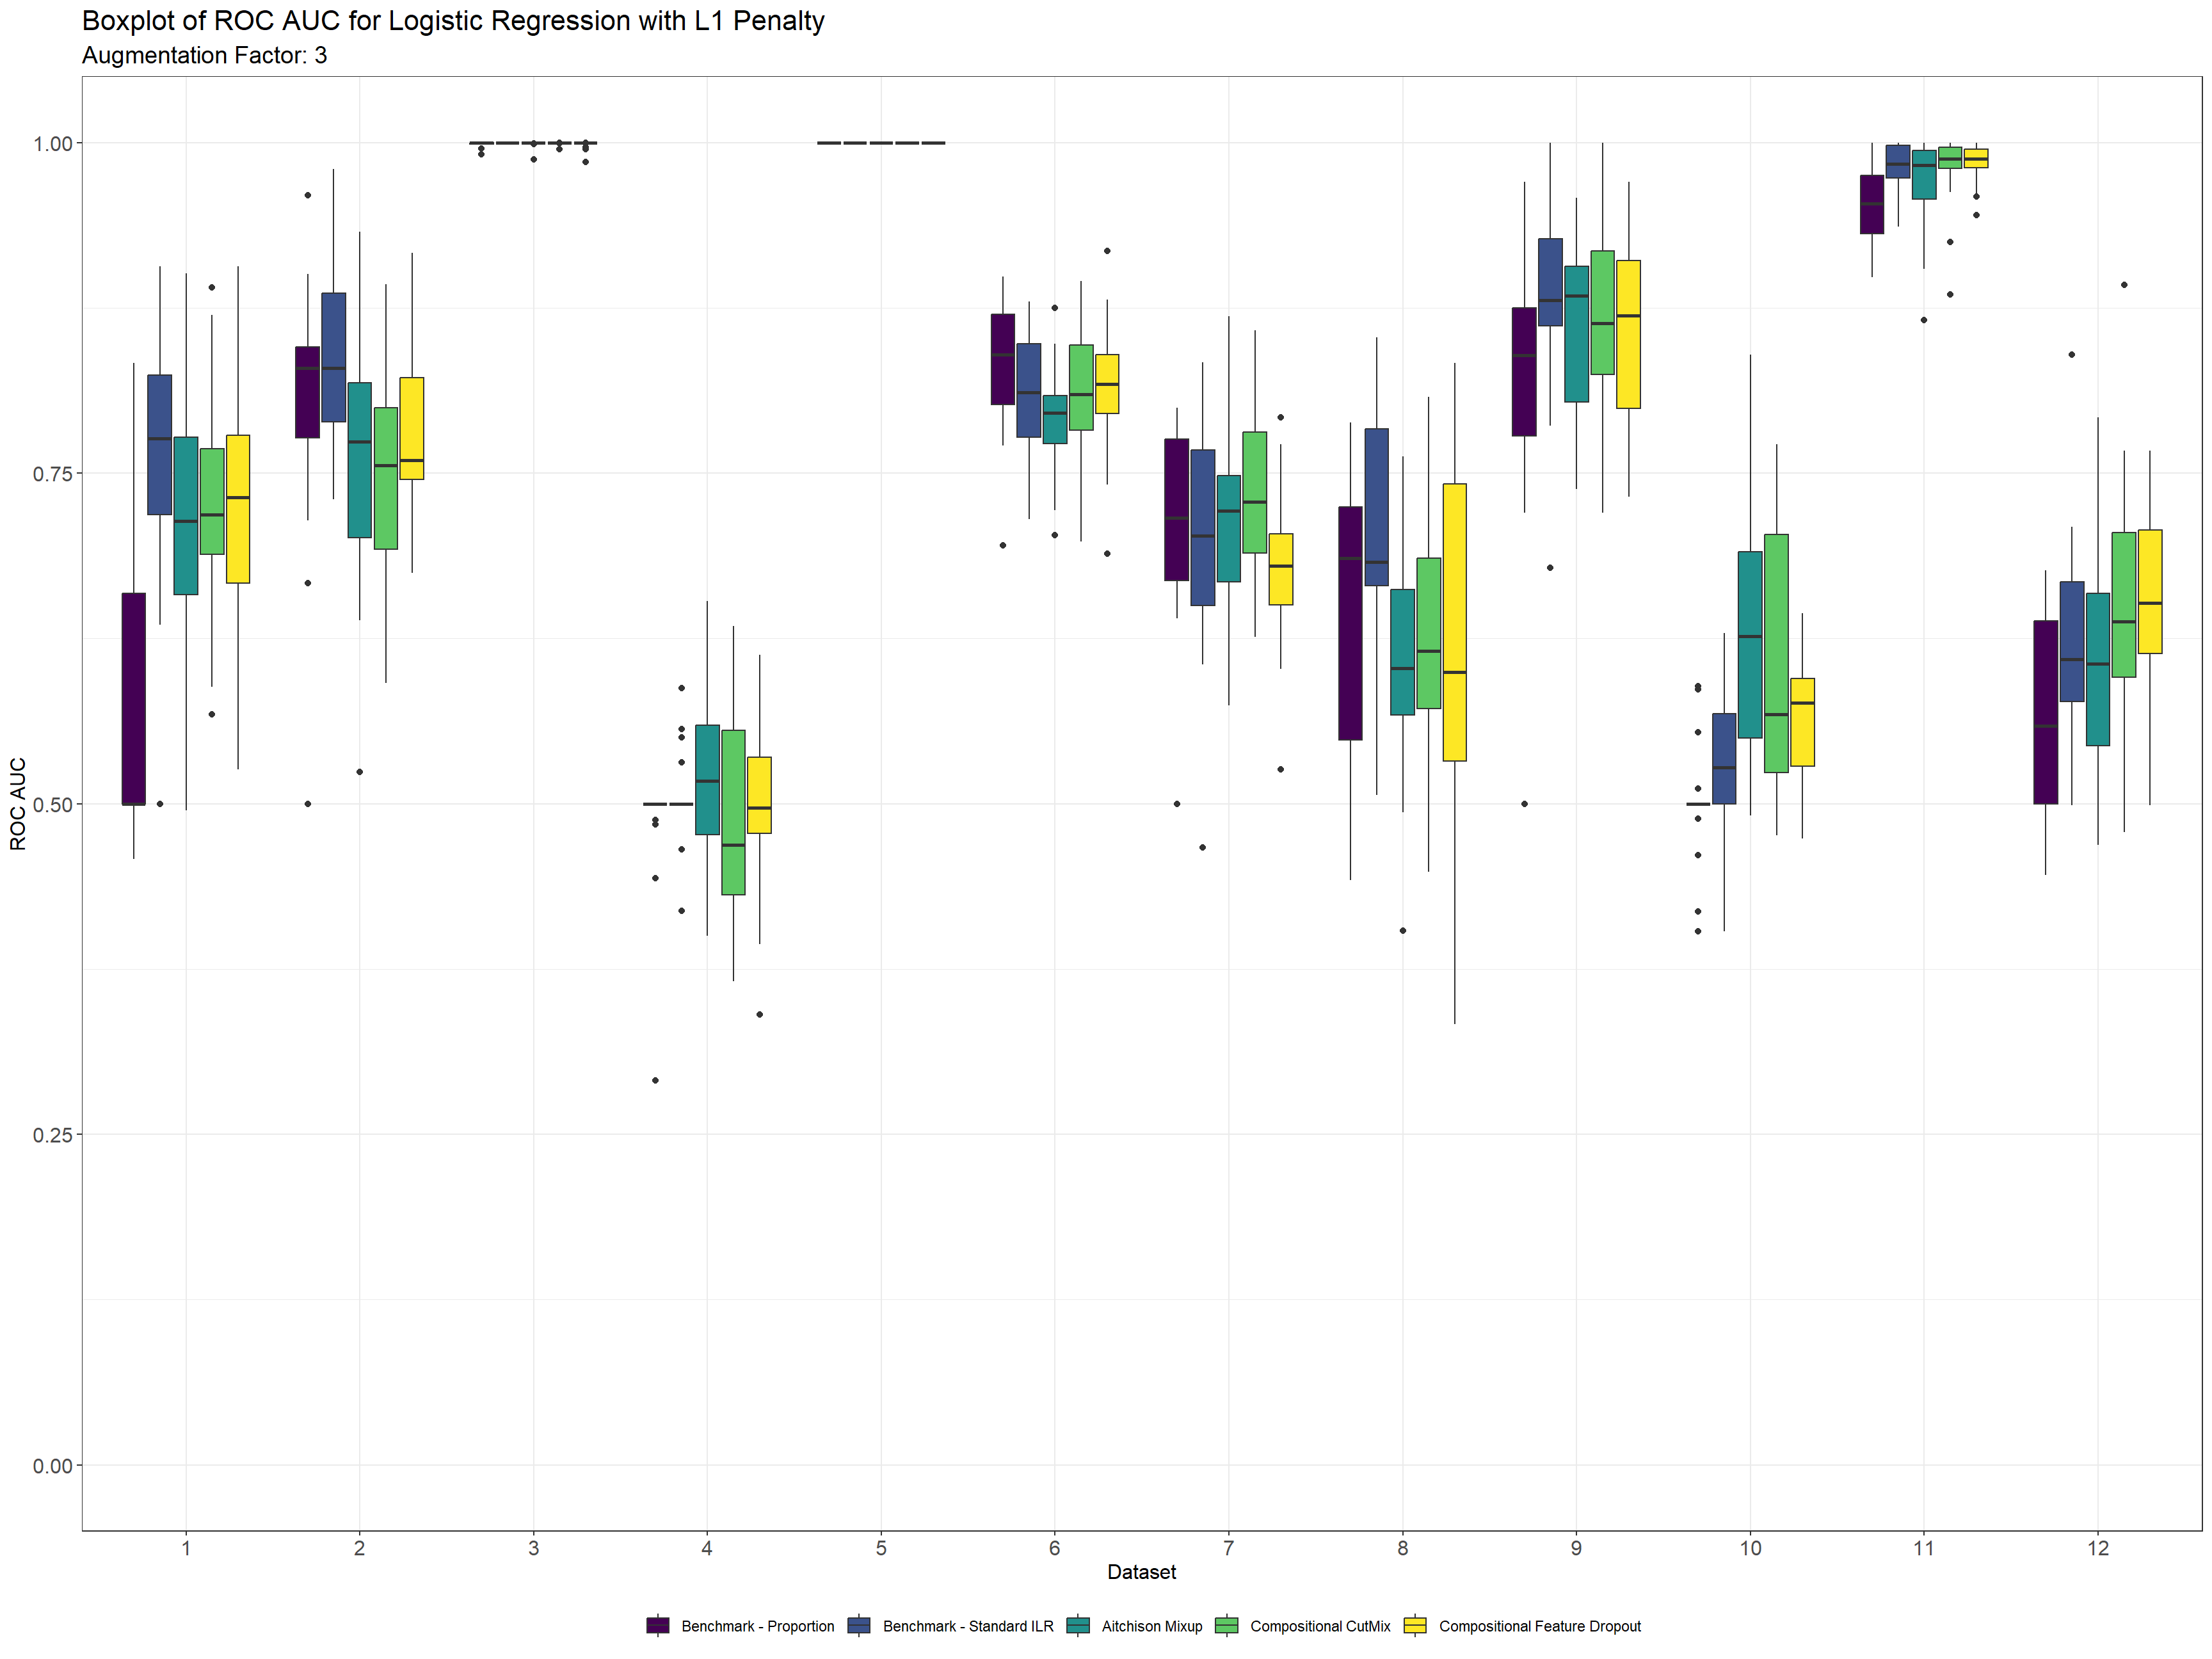 Boxplot of ROC AUC for Logistic Regression with L1 Penalty
Augmentation Factor: 3
ROC AUC
1.00
0.75
0.50
0.25
0.00
1 2 3 4 5 6 7 8 9 10 11 12
Dataset
Benchmark - Proportion Benchmark - Standard ILR Aitchison Mixup Compositional CutMix Compositional Feature Dropout